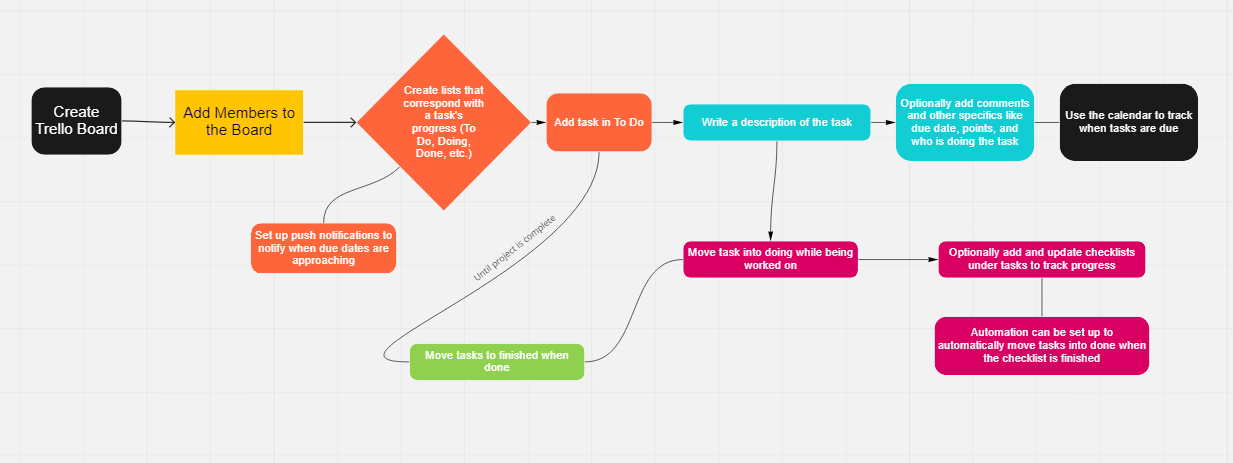 Create
Trello Board
Add Members to
the Board
Create lists that
correspond with
a task's
progress (To
Do, Doing,
Done, etc.)
Add task in To Do
Write a description of the task
Optionally add comments
and other specifics like
due date, points, and
who is doing the task
Use the calendar to track
when tasks are due
Set up push notifications to
notify when due dates are
approaching
Until project is complete
Move task into doing while being
worked on
Optionally add and update checklists
under tasks to track progress
Move tasks to finished when
done
Automation can be set up to
automatically move tasks into done when
the checklist is finished